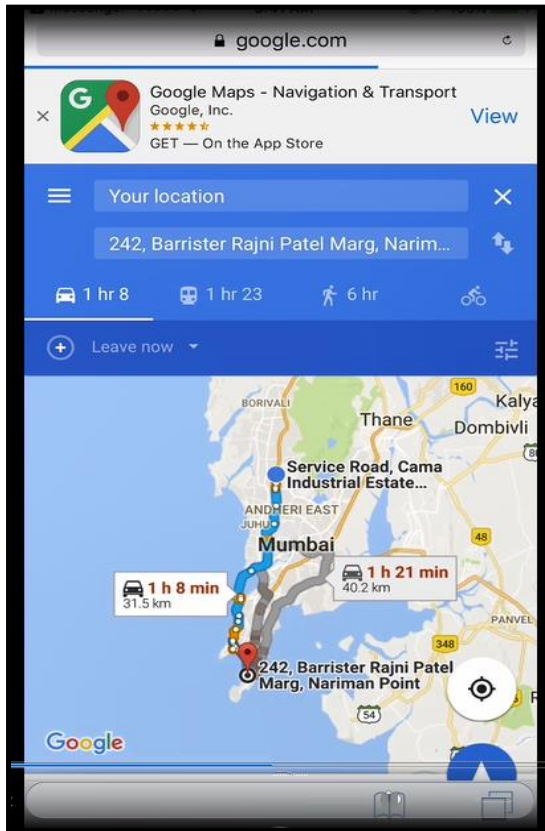 google.com
Google Maps - Navigation & Transport
Google, Inc.
GET — On the App Store
View
Your location
242, Barrister Rajni Patel Marg, Narim...
1 hr 8
1 hr 23
6 hr
Leave now
BORIVALI
160
Thane
Kalya
Dombivli
Service Road, Cama
Industrial Estate...
ANDHERI EAST
JUHU
Mumbai
48
1 h 8 min
31.5 km
1 h 21 min
40.2 km
PANVEL
348
242, Barrister Rajni Patel
Marg, Nariman Point
54
Google